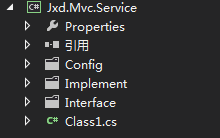 C# Jxd.Mvc.Service
Properties
引用
Config
Implement
Interface
C# Class1.cs